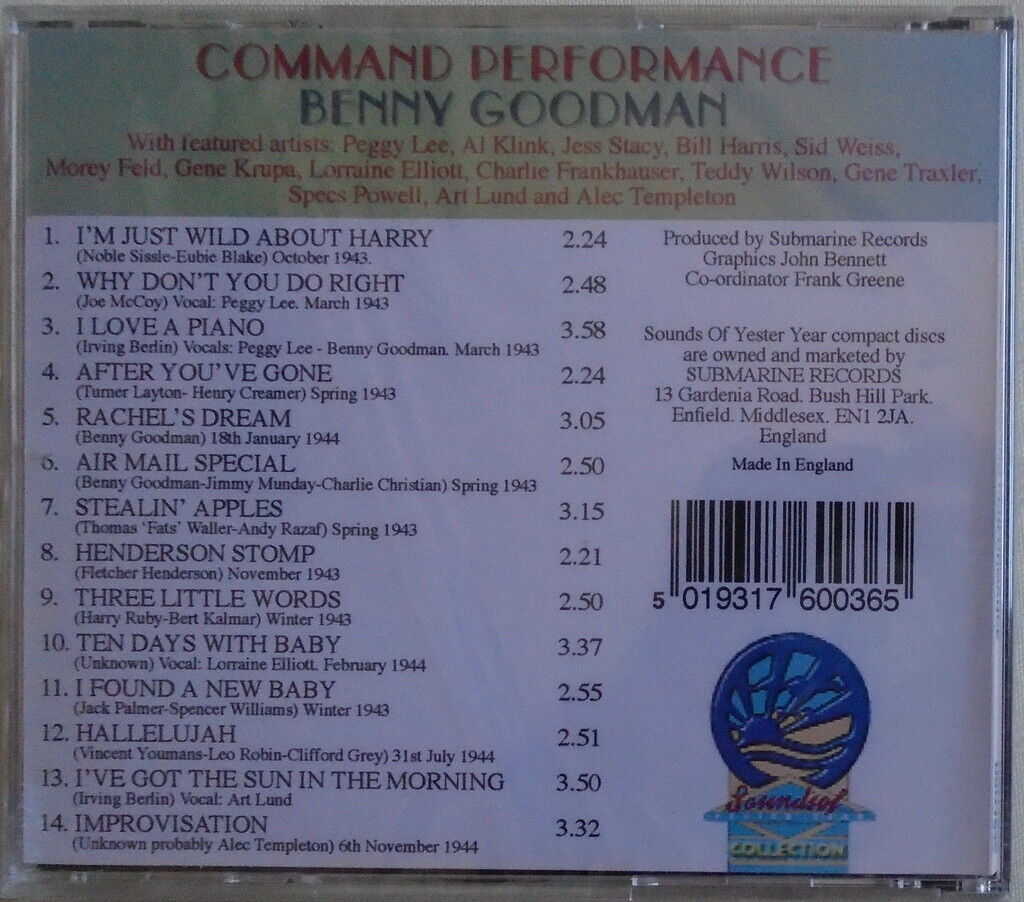 COMMAND PERFORMANCE
BENNY GOODMAN
With featured artists: Peggy Lee, Al Klink, Jess Stacy, Bill Harris, Sid Weiss,
Morey Feld, Gene Krupa, Lorraine Elliott, Charlie Frankhauser, Teddy Wilson, Gene Traxler,
Specs Powell, Art Lund and Alec Templeton
1. I'M JUST WILD ABOUT HARRY 2.24
(Noble Sissle-Eubie Blake) October 1943.
2. WHY DON'T YOU DO RIGHT 2.48
(Joe McCoy) Vocal: Peggy Lee. March 1943
3. I LOVE A PIANO 3.58
(Irving Berlin) Vocals: Peggy Lee - Benny Goodman. March 1943
4. AFTER YOU'VE GONE 2.24
(Turner Layton- Henry Creamer) Spring 1943
5. RACHEL'S DREAM 3.05
(Benny Goodman) 18th January 1944
6. AIR MAIL SPECIAL 2.50
(Benny Goodman-Jimmy Munday-Charlie Christian) Spring 1943
7. STEALIN' APPLES 3.15
(Thomas 'Fats' Waller-Andy Razaf) Spring 1943
8. HENDERSON STOMP 2.21
(Fletcher Henderson) November 1943
9. THREE LITTLE WORDS 2.50
(Harry Ruby-Bert Kalmar) Winter 1943
10. TEN DAYS WITH BABY 3.37
(Unknown) Vocal: Lorraine Elliott. February 1944
11. I FOUND A NEW BABY 2.55
(Jack Palmer-Spencer Williams) Winter 1943
12. HALLELUJAH 2.51
(Vincent Youmans-Leo Robin-Clifford Grey) 31st July 1944
13. I'VE GOT THE SUN IN THE MORNING 3.50
(Irving Berlin) Vocal: Art Lund
14. IMPROVISATION 3.32
(Unknown probably Alec Templeton) 6th November 1944
Produced by Submarine Records
Graphics John Bennett
Co-ordinator Frank Greene
Sounds Of Yester Year compact discs
are owned and marketed by
SUBMARINE RECORDS
13 Gardenia Road. Bush Hill Park.
Enfield. Middlesex. EN1 2JA.
England
Made In England
5 019317 600365
Sounds of
COLLECTION